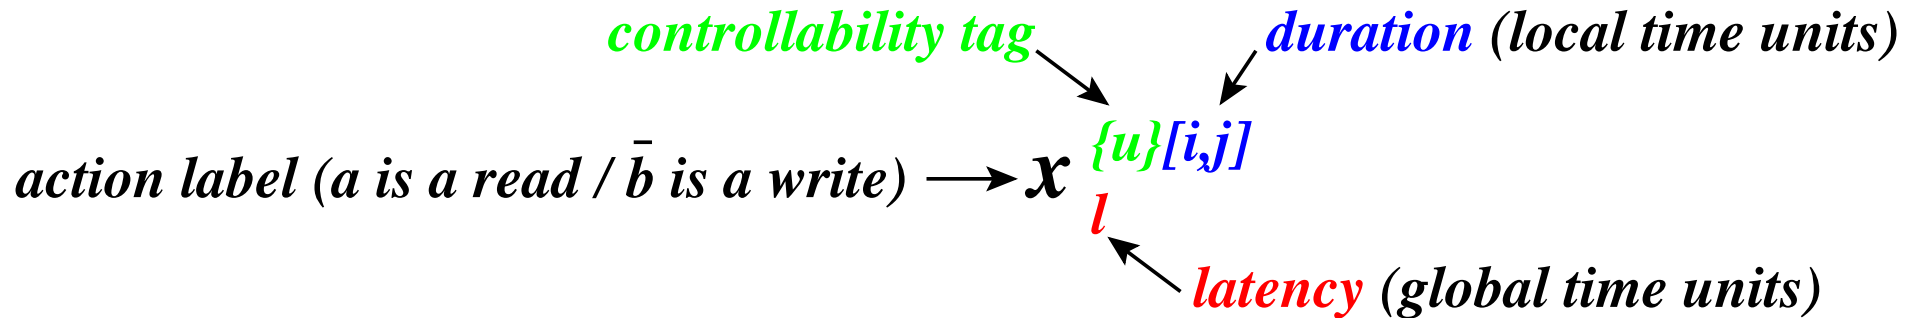 controllability tag duration (local time units)
{u}[i,j]
action label (a is a read / b̄ is a write) x
l
latency (global time units)